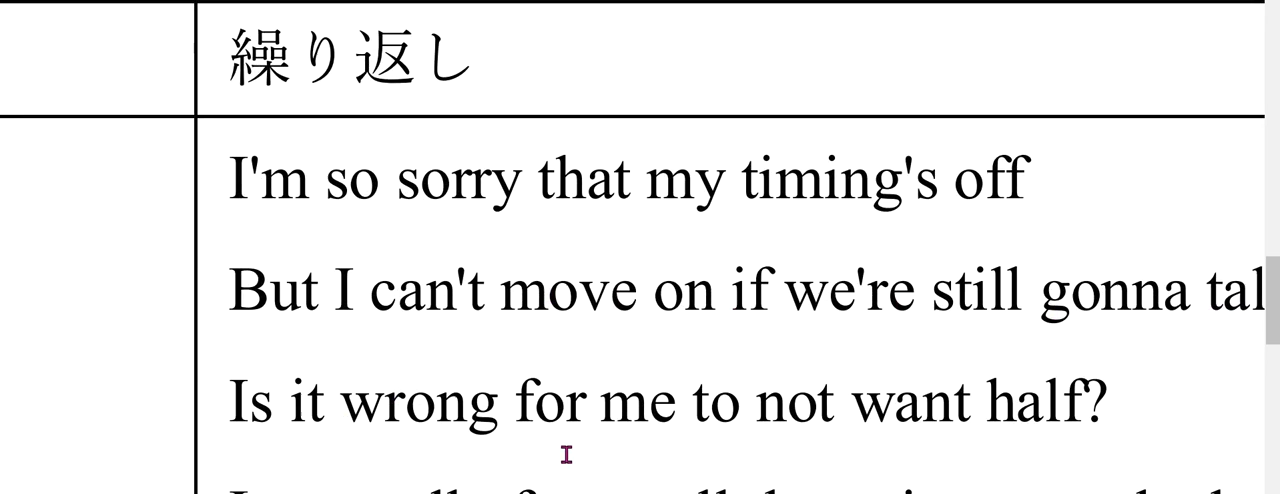 繰り返し
I'm so sorry that my timing's off
But I can't move on if we're still gonna
Is it wrong for me to not want half?